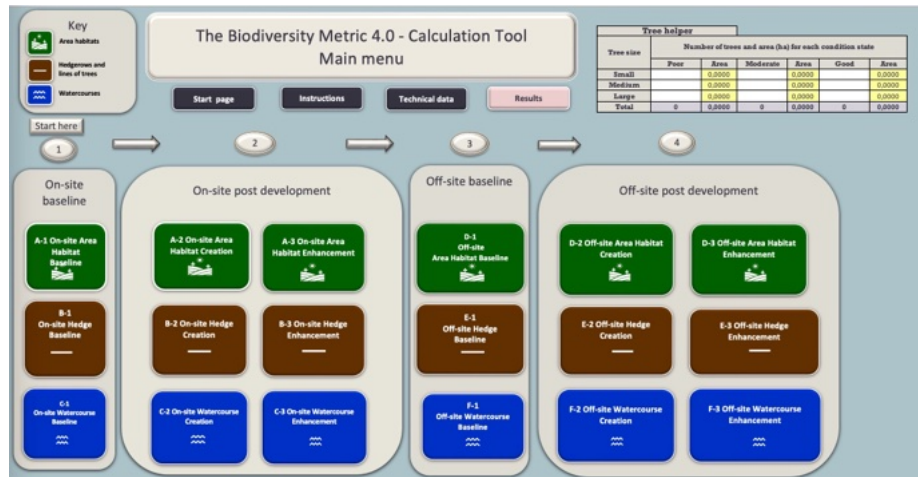 Key
Area habitats
Hedgerows and
lines of trees
Watercourses
The Biodiversity Metric 4.0 - Calculation Tool
Main menu
Start page
Instructions
Technical data
Results
Tree helper
Tree size
Number of trees and area (ha) for each condition state
Poor Area Moderate Area Good Area
Small 0,0000 0,0000 0,0000
Medium 0,0000 0,0000 0,0000
Large 0,0000 0,0000 0,0000
Total 0 0,0000 0 0,0000 0 0,0000
Start here
1
2
3
4
On-site
baseline
A-1 On-site Area
Habitat
Baseline
B-1
On-site Hedge
Baseline
C-1
On-site Watercourse
Baseline
On-site post development
A-2 On-site Area
Habitat Creation
A-3 On-site Area
Habitat Enhancement
B-2 On-site Hedge
Creation
B-3 On-site Hedge
Enhancement
C-2 On-site Watercourse
Creation
C-3 On-site Watercourse
Enhancement
Off-site baseline
D-1
Off-site
Area Habitat Baseline
E-1
Off-site Hedge
Baseline
F-1
Off-site Watercourse
Baseline
Off-site post development
D-2 Off-site Area Habitat
Creation
D-3 Off-site Area Habitat
Enhancement
E-2 Off-site Hedge
Creation
E-3 Off-site Hedge
Enhancement
F-2 Off-site Watercourse
Creation
F-3 Off-site Watercourse
Enhancement